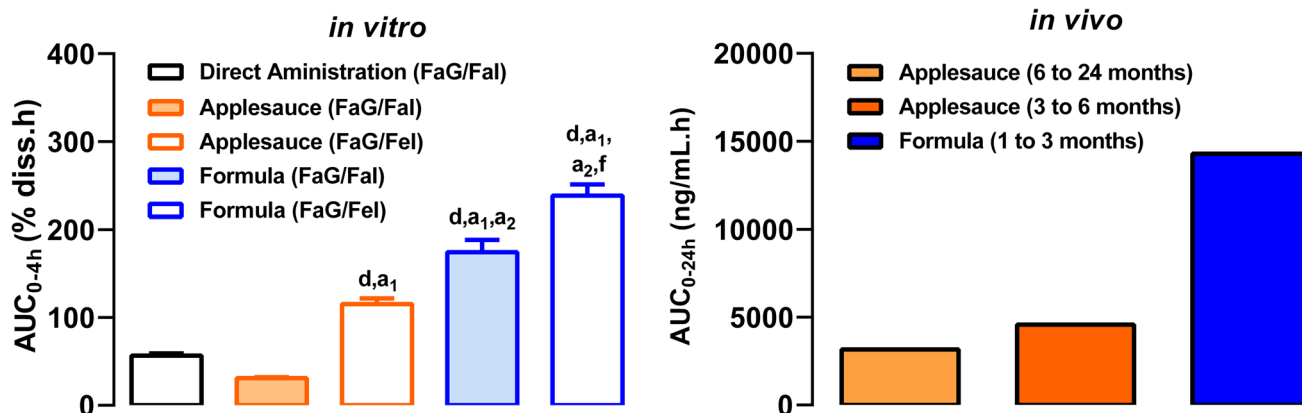 in vitro
AUC0-4h (% diss.h)
400
300
200
100
0
Direct Aministration (FaG/FaI)
Applesauce (FaG/FaI)
Applesauce (FaG/FeI)
Formula (FaG/FaI)
Formula (FaG/FeI)
d,a1
d,a1,a2
d,a1,
a2,f
in vivo
AUC0-24h (ng/mL.h)
20000
15000
10000
5000
0
Applesauce (6 to 24 months)
Applesauce (3 to 6 months)
Formula (1 to 3 months)